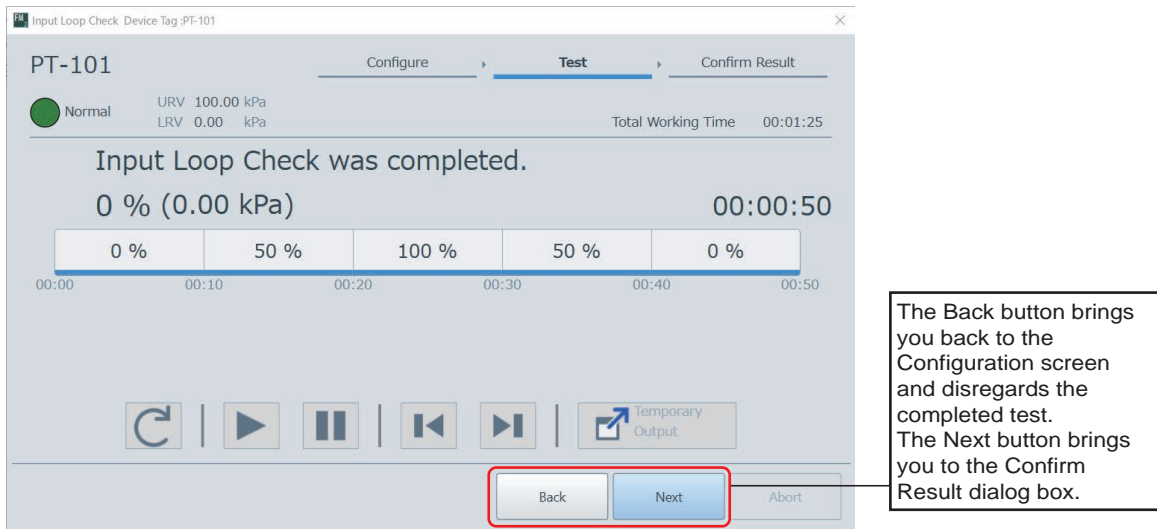 Input Loop Check Device Tag :PT-101
PT-101
Configure
Test
Confirm Result
Normal
URV 100.00 kPa
LRV 0.00 kPa
Total Working Time 00:01:25
Input Loop Check was completed.
0 % (0.00 kPa)
00:00:50
0 % 50 % 100 % 50 % 0 %
00:00 00:10 00:20 00:30 00:40 00:50
Temporary
Output
Back
Next
Abort
The Back button brings
you back to the
Configuration screen
and disregards the
completed test.
The Next button brings
you to the Confirm
Result dialog box.